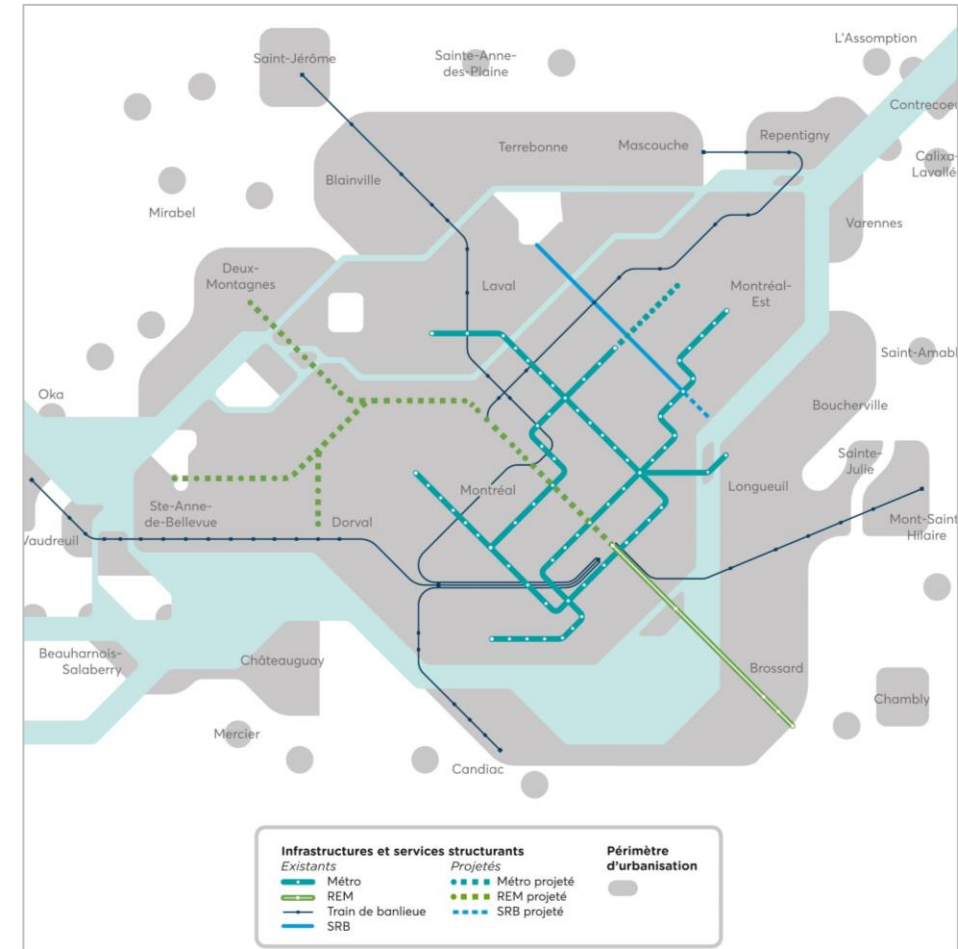 L'Assomption
Saint-Jérôme
Sainte-Anne-
des-Plaine
Contrecoeu
Repentigny
Mascouche
Terrebonne
Calixa-
Lavallé
Blainville
Mirabel
Varennes
Deux-
Montagnes
Laval
Montréal-
Est
Saint-Amabl
Oka
Boucherville
Sainte-
Julie
Longueuil
Montréal
Ste-Anne-
de-Bellevue
Dorval
Mont-Saint
Hilaire
Vaudreuil
Beauharnois-
Salaberry
Châteauguay
Brossard
Chambly
Mercier
Candiac
Infrastructures et services structurants
Existants
Métro
REM
Train de banlieue
SRB
Projetés
Métro projeté
REM projeté
SRB projeté
Périmètre
d'urbanisation